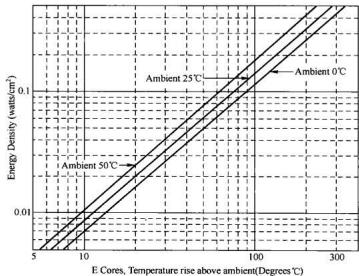 Ambient 25℃
Ambient 0℃
0.1
Energy Density (watts/cm²)
Ambient 50℃
0.01
5 10 100 300
E Cores, Temperature rise above ambient(Degrees ℃)